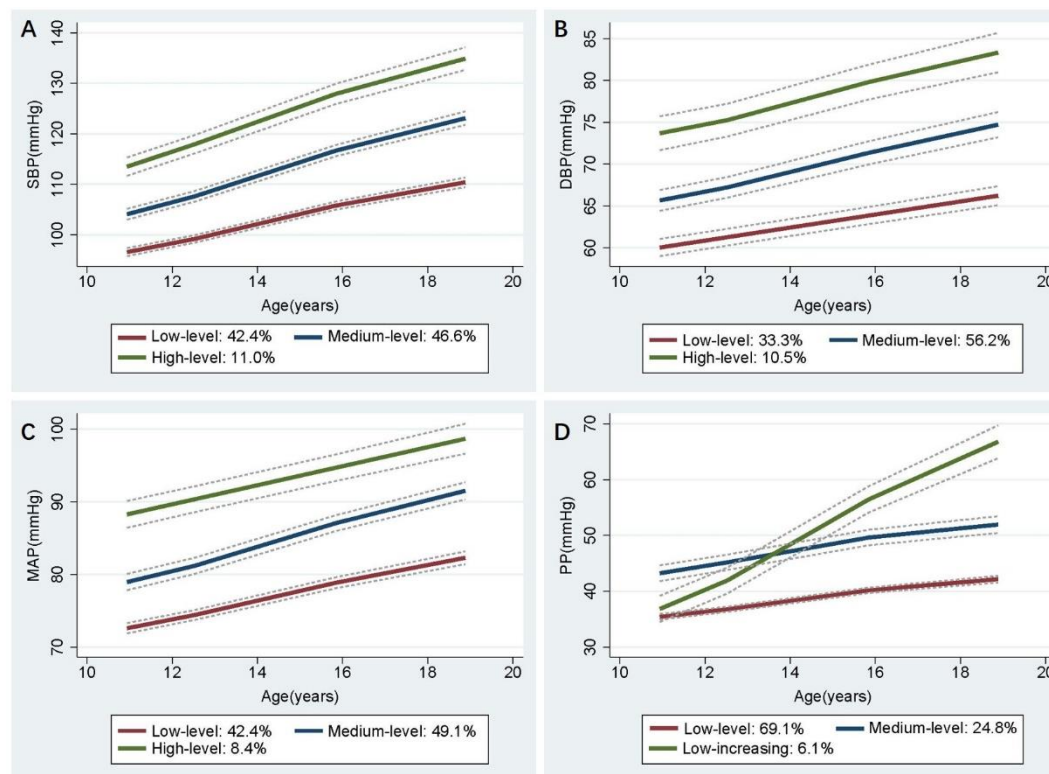 A
SBP(mmHg)
140
130
120
110
100
10 12 14 16 18 20
Age(years)
Low-level: 42.4% Medium-level: 46.6%
High-level: 11.0%
B
DBP(mmHg)
85
80
75
70
65
60
10 12 14 16 18 20
Age(years)
Low-level: 33.3% Medium-level: 56.2%
High-level: 10.5%
C
MAP(mmHg)
100
90
80
70
10 12 14 16 18 20
Age(years)
Low-level: 42.4% Medium-level: 49.1%
High-level: 8.4%
D
PP(mmHg)
70
60
50
40
30
10 12 14 16 18 20
Age(years)
Low-level: 69.1% Medium-level: 24.8%
Low-increasing: 6.1%